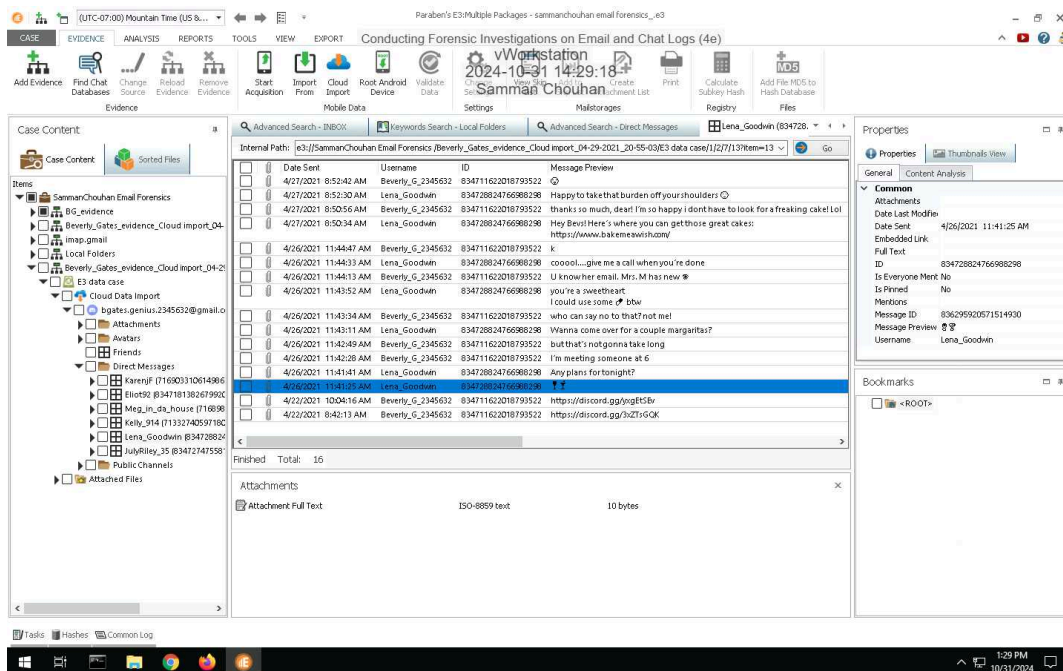 (UTC-07:00) Mountain Time (US &...
Paraben's E3:Multiple Packages - sammanchouhan email forensics_.e3
CASE EVIDENCE ANALYSIS REPORTS TOOLS VIEW EXPORT
Conducting Forensic Investigations on Email and Chat Logs (4e)
vWorkstation
2024-10-31 14:29:18
Samman Chouhan
Add Evidence
Find Chat Databases
Change Source
Reload Evidence
Remove Evidence
Evidence
Start Acquisition
Import From
Cloud Import
Root Android Device
Validate Data
Mobile Data
Settings
Create Attachment List
Print
Mailstorages
Calculate Subkey Hash
Registry
MD5
Add File MD5 to Hash Database
Files
Case Content
Case Content
Sorted Files
Items
SammanChouhan Email Forensics
BG_evidence
Beverly_Gates_evidence_Cloud import_04-
imap.gmail
Local Folders
Beverly_Gates_evidence_Cloud import_04-29
E3 data case
Cloud Data Import
bgates.genius.2345632@gmail.co
Attachments
Avatars
Friends
Direct Messages
KarenJF (716903310614986
Eliot92 (834718138267992C
Meg_in_da_house (716898
Kelly_914 (71332740597180
Lena_Goodwin (834728824
JulyRiley_35 (83472747558
Public Channels
Attached Files
Advanced Search - INBOX
Keywords Search - Local Folders
Advanced Search - Direct Messages
Lena_Goodwin (834728.
Internal Path: e3://SammanChouhan Email Forensics /Beverly_Gates_evidence_Cloud import_04-29-2021_20-55-03/E3 data case/1/2/7/13?item=13
Go
Date Sent Username ID Message Preview
4/27/2021 8:52:42 AM Beverly_G_2345632 834711622018793522 ☺
4/27/2021 8:52:30 AM Lena_Goodwin 834728824766988298 Happy to take that burden off your shoulders ☺
4/27/2021 8:50:56 AM Beverly_G_2345632 834711622018793522 thanks so much, dear! I'm so happy i dont have to look for a freaking cake! Lol
4/27/2021 8:50:34 AM Lena_Goodwin 834728824766988298 Hey Bevs! Here's where you can get those great cakes:
https://www.bakemeawish.com/
4/26/2021 11:44:47 AM Beverly_G_2345632 834711622018793522 k
4/26/2021 11:44:33 AM Lena_Goodwin 834728824766988298 cooool....give me a call when you're done
4/26/2021 11:44:13 AM Beverly_G_2345632 834711622018793522 U know her email. Mrs. M has new
4/26/2021 11:43:52 AM Lena_Goodwin 834728824766988298 you're a sweetheart
I could use some btw
4/26/2021 11:43:34 AM Beverly_G_2345632 834711622018793522 who can say no to that? not me!
4/26/2021 11:43:11 AM Lena_Goodwin 834728824766988298 Wanna come over for a couple margaritas?
4/26/2021 11:42:49 AM Beverly_G_2345632 834711622018793522 but that's not gonna take long
4/26/2021 11:42:28 AM Beverly_G_2345632 834711622018793522 I'm meeting someone at 6
4/26/2021 11:41:41 AM Lena_Goodwin 834728824766988298 Any plans for tonight?
4/26/2021 11:41:25 AM Lena_Goodwin 834728824766988298
4/22/2021 10:04:16 AM Beverly_G_2345632 834711622018793522 https://discord.gg/yxgEtSEv
4/22/2021 8:42:13 AM Beverly_G_2345632 834711622018793522 https://discord.gg/3xZTsGQK
Finished Total: 16
Attachments
Attachment Full Text ISO-8859 text 10 bytes
Properties
Properties
Thumbnails View
General Content Analysis
Common
Attachments
Date Last Modifie
Date Sent 4/26/2021 11:41:25 AM
Embedded Link
Full Text
ID 834728824766988298
Is Everyone Ment No
Is Pinned No
Mentions
Message ID 836295920571514930
Message Preview
Username Lena_Goodwin
Bookmarks
<ROOT>
Tasks Hashes Common Log
1:29 PM
10/31/2024